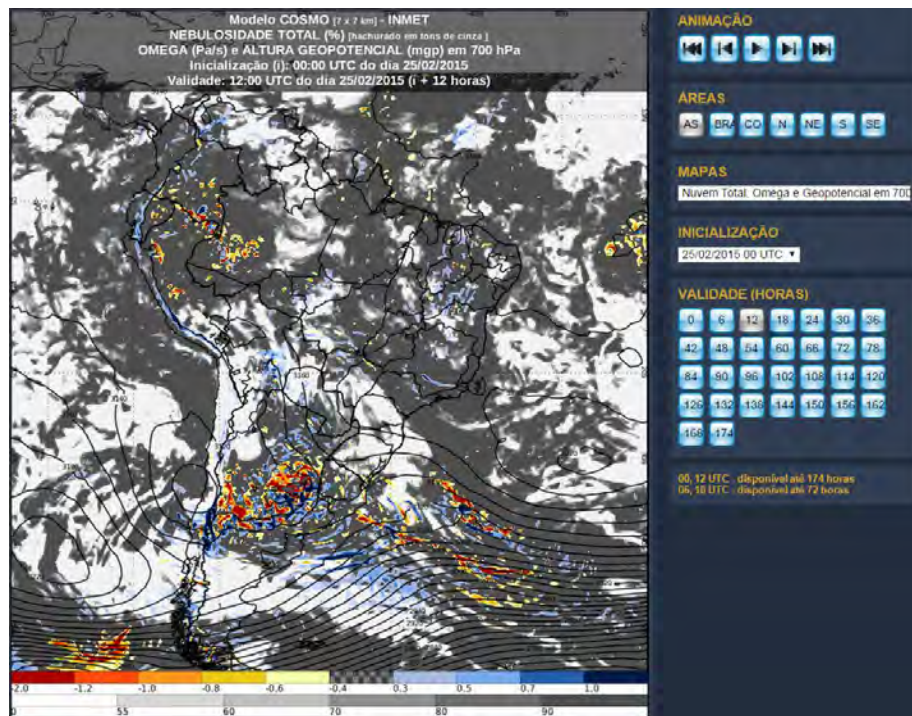 Modelo COSMO [7 x 7 km] - INMET
NEBULOSIDADE TOTAL (%) [hachurado em tons de cinza ]
OMEGA (Pa/s) e ALTURA GEOPOTENCIAL (mgp) em 700 hPa
Inicialização (i): 00:00 UTC do dia 25/02/2015
Validade: 12:00 UTC do dia 25/02/2015 (i + 12 horas)
-2.0 -1.2 -1.0 -0.8 -0.6 -0.4 0.3 0.5 0.7 1.0
0 55 60 70 80 90
ANIMAÇÃO
ÁREAS
AS BRA CO N NE S SE
MAPAS
Nuvem Total, Omega e Geopotencial em 700
INICIALIZAÇÃO
25/02/2015 00 UTC
VALIDADE (HORAS)
0 6 12 18 24 30 36
42 48 54 60 66 72 78
84 90 96 102 108 114 120
126 132 138 144 150 156 162
168 174
00, 12 UTC : disponível até 174 horas
06, 18 UTC : disponível até 72 horas